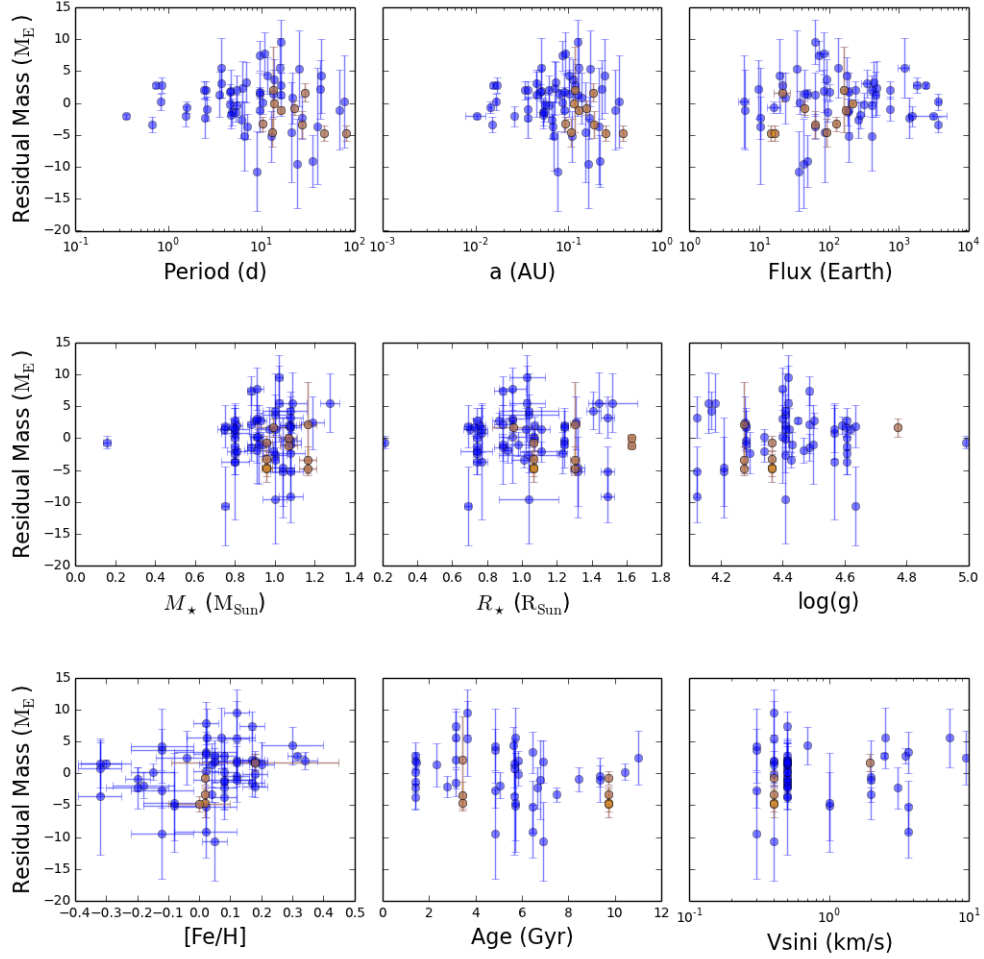 Residual Mass (M_E)
15
10
5
0
−5
−10
−15
−20
10^-1 10^0 10^1 10^2
Period (d)
10^-3 10^-2 10^-1 10^0
a (AU)
10^0 10^1 10^2 10^3 10^4
Flux (Earth)
Residual Mass (M_E)
15
10
5
0
−5
−10
−15
−20
0.0 0.2 0.4 0.6 0.8 1.0 1.2 1.4
M⋆ (M_Sun)
0.2 0.4 0.6 0.8 1.0 1.2 1.4 1.6 1.8
R⋆ (R_Sun)
4.2 4.4 4.6 4.8 5.0
log(g)
Residual Mass (M_E)
15
10
5
0
−5
−10
−15
−20
−0.4 −0.3 −0.2 −0.1 0.0 0.1 0.2 0.3 0.4 0.5
[Fe/H]
0 2 4 6 8 10 12
Age (Gyr)
10^-1 10^0 10^1
Vsini (km/s)